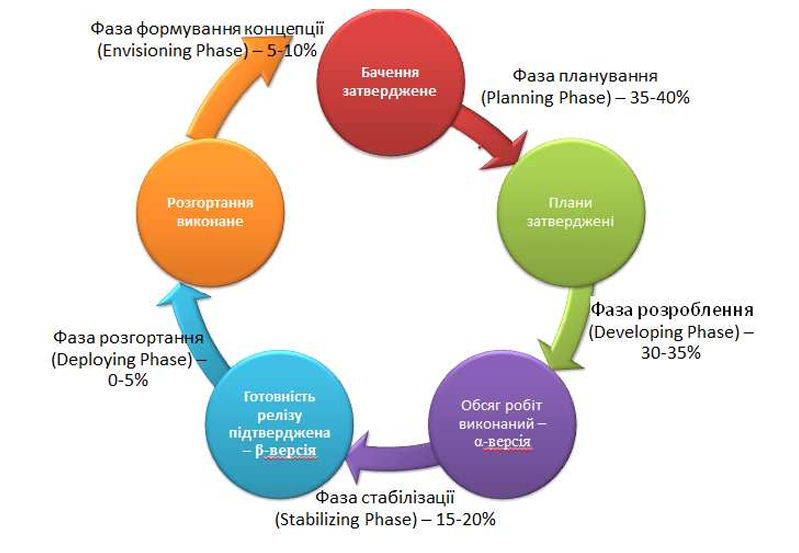 Фаза формування концепції
(Envisioning Phase) – 5-10%
Бачення
затверджене
Фаза планування
(Planning Phase) – 35-40%
Плани
затверджені
Фаза розроблення
(Developing Phase) –
30-35%
Обсяг робіт
виконаний –
α-версія
Фаза стабілізації
(Stabilizing Phase) – 15-20%
Готовність
релізу
підтверджена
– β-версія
Фаза розгортання
(Deploying Phase) –
0-5%
Розгортання
виконане